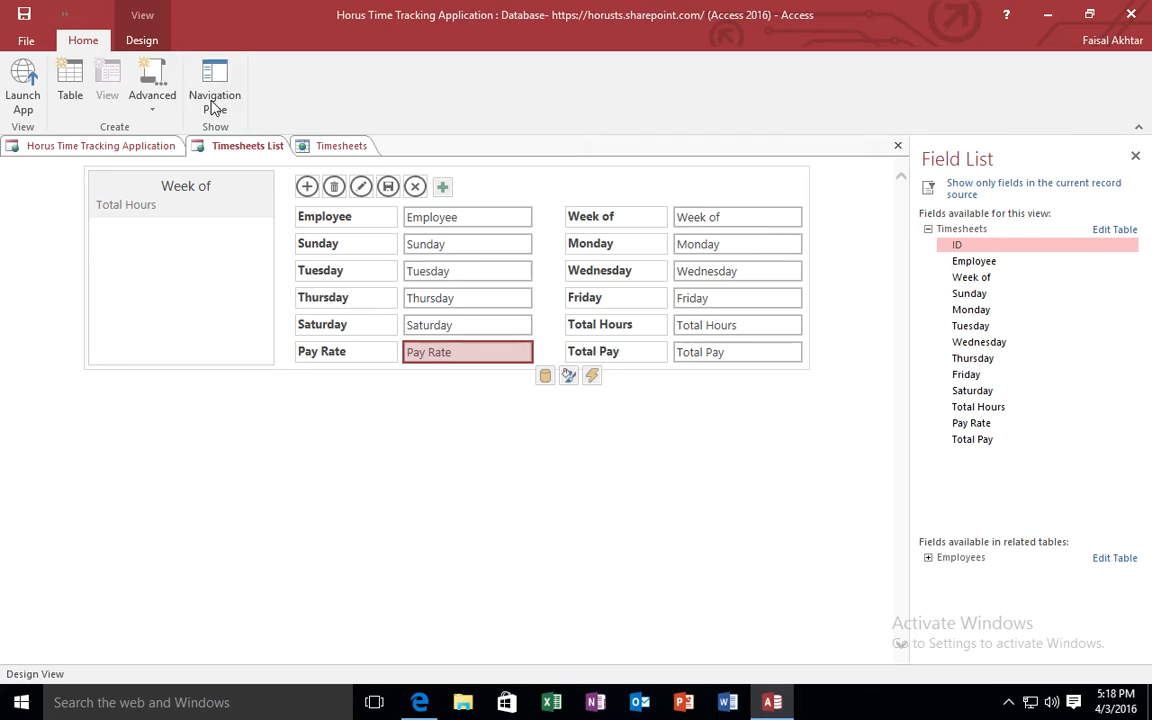 View
Horus Time Tracking Application : Database- https://horusts.sharepoint.com/ (Access 2016) - Access
?
File
Home
Design
Faisal Akhtar
Launch App
Table
View
Advanced
Navigation Pane
View
Create
Show
Horus Time Tracking Application
Timesheets List
Timesheets
Week of
Total Hours
Employee
Employee
Week of
Week of
Sunday
Sunday
Monday
Monday
Tuesday
Tuesday
Wednesday
Wednesday
Thursday
Thursday
Friday
Friday
Saturday
Saturday
Total Hours
Total Hours
Pay Rate
Pay Rate
Total Pay
Total Pay
Field List
Show only fields in the current record
source
Fields available for this view:
Timesheets
Edit Table
ID
Employee
Week of
Sunday
Monday
Tuesday
Wednesday
Thursday
Friday
Saturday
Total Hours
Pay Rate
Total Pay
Fields available in related tables:
Employees
Edit Table
Activate Windows
Go to Settings to activate Windows.
Design View
Search the web and Windows
5:18 PM
4/3/2016